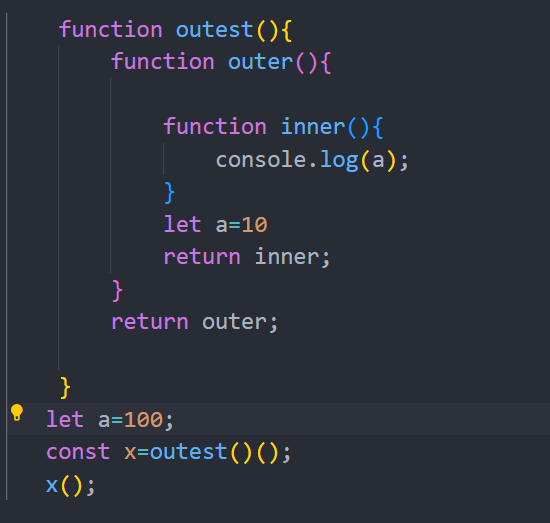 function outest(){
function outer(){
function inner(){
console.log(a);
}
let a=10
return inner;
}
return outer;
}
let a=100;
const x=outest()();
x();